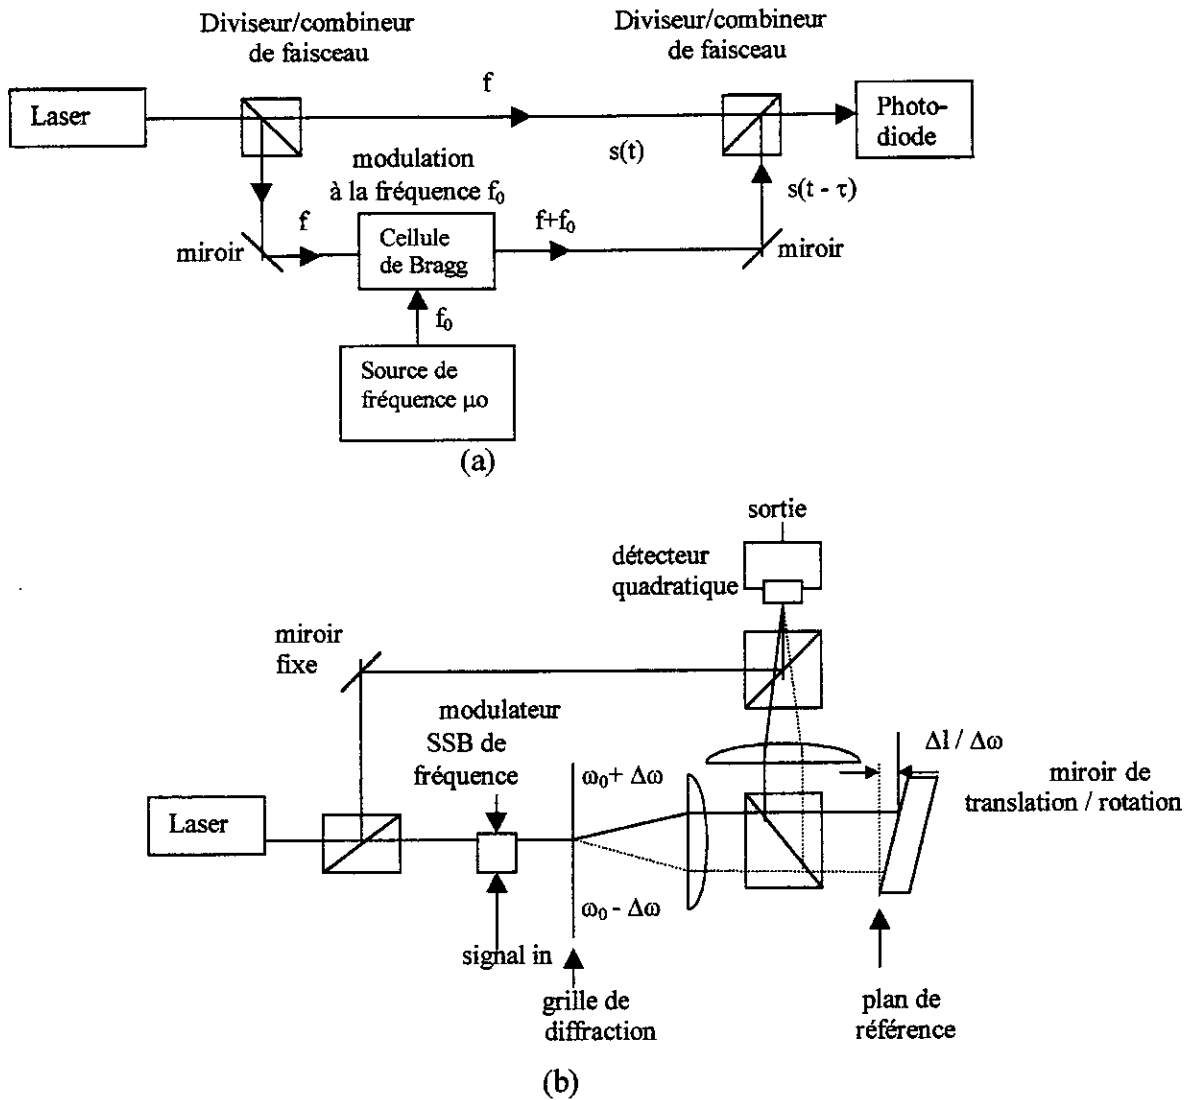 Diviseur/combineur
de faisceau
Diviseur/combineur
de faisceau
Laser
f
Photo-
diode
modulation
à la fréquence f₀
s(t)
s(t - τ)
f
f+f₀
miroir
Cellule
de Bragg
miroir
f₀
Source de
fréquence μo
(a)
sortie
détecteur
quadratique
miroir
fixe
modulateur
SSB de
fréquence
ω₀+ Δω
Δl / Δω
miroir de
translation / rotation
Laser
ω₀ - Δω
signal in
grille de
diffraction
plan de
référence
(b)